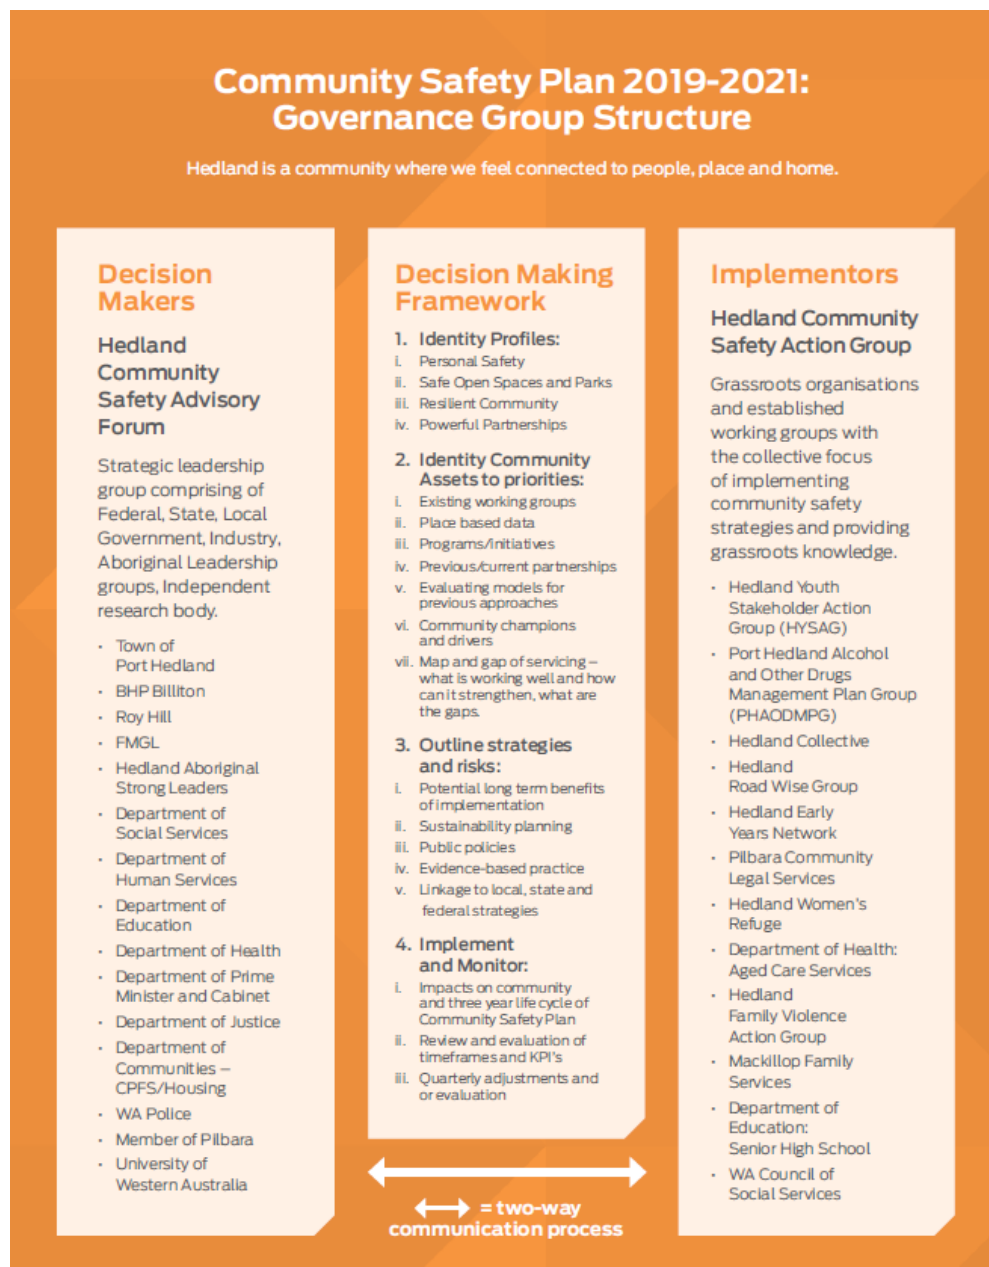 Community Safety Plan 2019-2021:
Governance Group Structure
Hedland is a community where we feel connected to people, place and home.
Decision
Makers
Hedland
Community
Safety Advisory
Forum
Strategic leadership
group comprising of
Federal, State, Local
Government, Industry,
Aboriginal Leadership
groups, Independent
research body.
• Town of
Port Hedland
• BHP Billiton
• Roy Hill
• FMGL
• Hedland Aboriginal
Strong Leaders
• Department of
Social Services
• Department of
Human Services
• Department of
Education
• Department of Health
• Department of Prime
Minister and Cabinet
• Department of Justice
• Department of
Communities –
CPFS/Housing
• WA Police
• Member of Pilbara
• University of
Western Australia
Decision Making
Framework
1. Identity Profiles:
i. Personal Safety
ii. Safe Open Spaces and Parks
iii. Resilient Community
iv. Powerful Partnerships
2. Identity Community
Assets to priorities:
i. Existing working groups
ii. Place based data
iii. Programs/initiatives
iv. Previous/current partnerships
v. Evaluating models for
previous approaches
vi. Community champions
and drivers
vii. Map and gap of servicing –
what is working well and how
can it strengthen, what are
the gaps.
3. Outline strategies
and risks:
i. Potential long term benefits
of implementation
ii. Sustainability planning
iii. Public policies
iv. Evidence-based practice
v. Linkage to local, state and
federal strategies
4. Implement
and Monitor:
i. Impacts on community
and three year life cycle of
Community Safety Plan
ii. Review and evaluation of
timeframes and KPI's
iii. Quarterly adjustments and
or evaluation
= two-way
communication process
Implementors
Hedland Community
Safety Action Group
Grassroots organisations
and established
working groups with
the collective focus
of implementing
community safety
strategies and providing
grassroots knowledge.
• Hedland Youth
Stakeholder Action
Group (HYSAG)
• Port Hedland Alcohol
and Other Drugs
Management Plan Group
(PHAODMPG)
• Hedland Collective
• Hedland
Road Wise Group
• Hedland Early
Years Network
• Pilbara Community
Legal Services
• Hedland Women's
Refuge
• Department of Health:
Aged Care Services
• Hedland
Family Violence
Action Group
• Mackillop Family
Services
• Department of
Education:
Senior High School
• WA Council of
Social Services